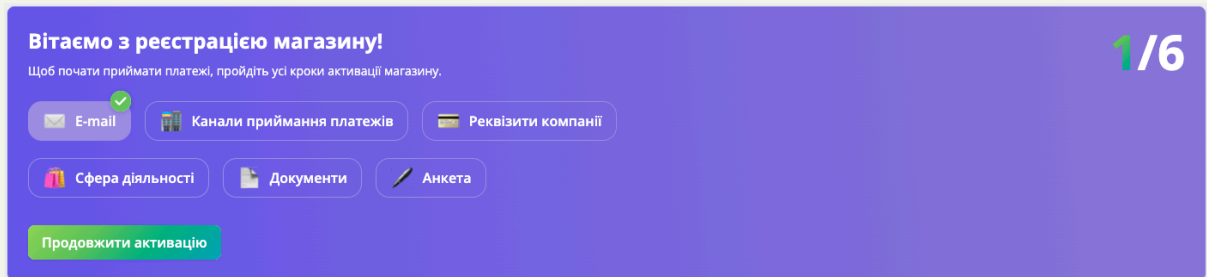 Вітаємо з реєстрацією магазину!
1/6
Щоб почати приймати платежі, пройдіть усі кроки активації магазину.
E-mail
Канали приймання платежів
Реквізити компанії
Сфера діяльності
Документи
Анкета
Продовжити активацію